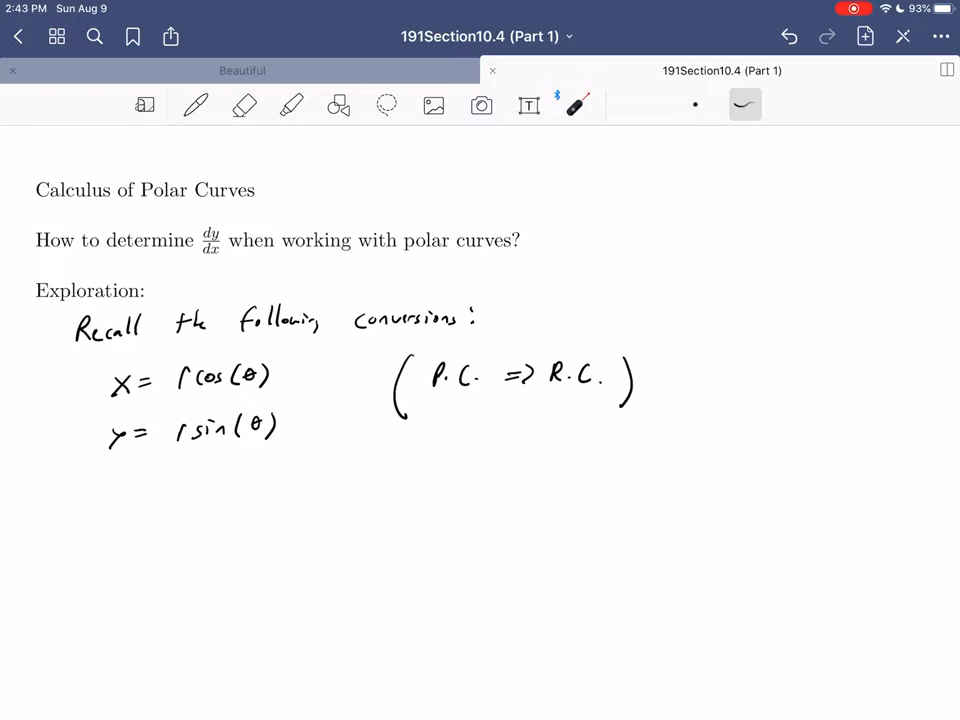 2:43 PM Sun Aug 9
93%
191Section10.4 (Part 1)
Beautiful
191Section10.4 (Part 1)
T
Calculus of Polar Curves
How to determine dy/dx when working with polar curves?
Exploration:
Recall the following conversions:
x = r cos(θ) (P.C. => R.C.)
y = r sin(θ)